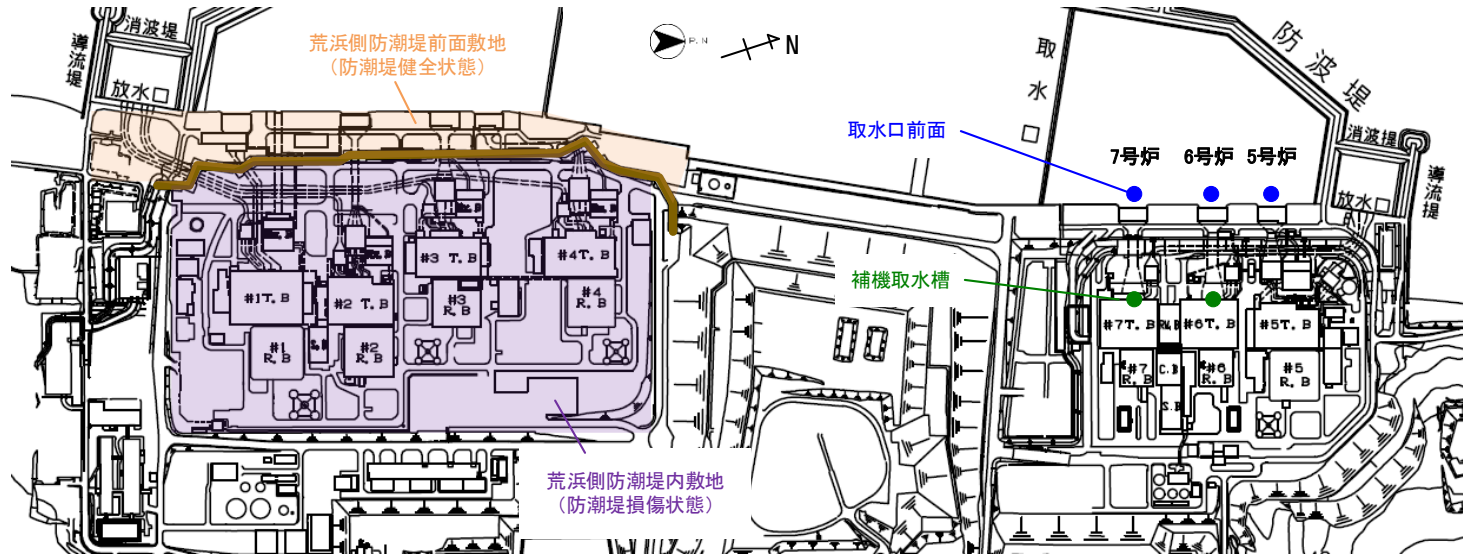 消波堤
導流堤
放水口
荒浜側防潮堤前面敷地
（防潮堤健全状態）
P.N
N
取水口
防波堤
取水口前面
7号炉
6号炉
5号炉
消波堤
導流堤
放水口
補機取水槽
#1T.B
#2 T.B
#3 T.B
#4T.B
#1
R.B
S.B
#2
R.B
#3
R.B
#4
R.B
#7T.B
RW.B
#6T.B
#5T.B
#7
R.B
C.B
S.B
#6
R.B
#5
R.B
荒浜側防潮堤内敷地
（防潮堤損傷状態）